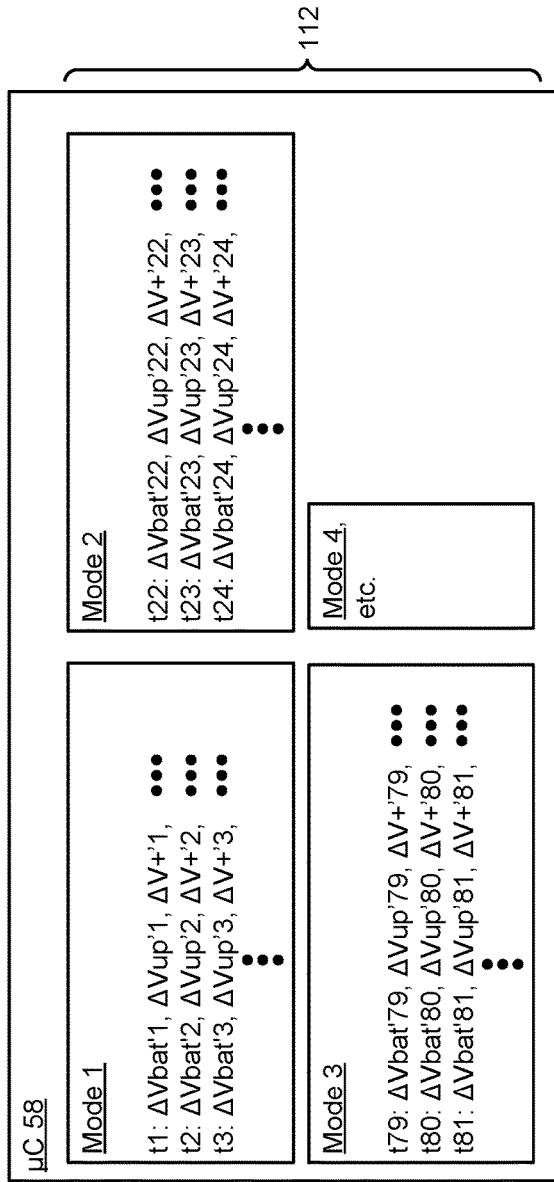 μC 58
Mode 1
t1: ΔVbat'1, ΔVup'1, ΔV+'1, •••
t2: ΔVbat'2, ΔVup'2, ΔV+'2, •••
t3: ΔVbat'3, ΔVup'3, ΔV+'3, •••
Mode 2
t22: ΔVbat'22, ΔVup'22, ΔV+'22, •••
t23: ΔVbat'23, ΔVup'23, ΔV+'23, •••
t24: ΔVbat'24, ΔVup'24, ΔV+'24, •••
Mode 3
t79: ΔVbat'79, ΔVup'79, ΔV+'79, •••
t80: ΔVbat'80, ΔVup'80, ΔV+'80, •••
t81: ΔVbat'81, ΔVup'81, ΔV+'81, •••
Mode 4,
etc.
112